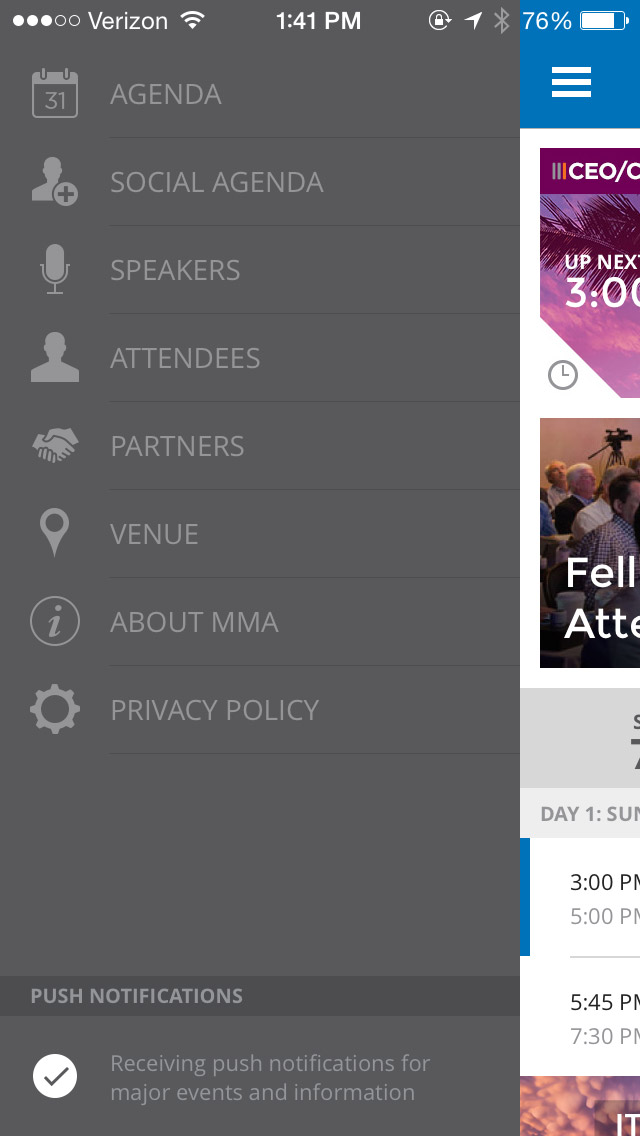 Verizon 1:41 PM 76%
31 AGENDA
SOCIAL AGENDA
SPEAKERS
ATTENDEES
PARTNERS
VENUE
i ABOUT MMA
PRIVACY POLICY
PUSH NOTIFICATIONS
Receiving push notifications for
major events and information
CEO/C
UP NEXT
3:00
Fell
Atte
S
7
DAY 1: SUN
3:00 PM
5:00 PM
5:45 PM
7:30 PM
IT